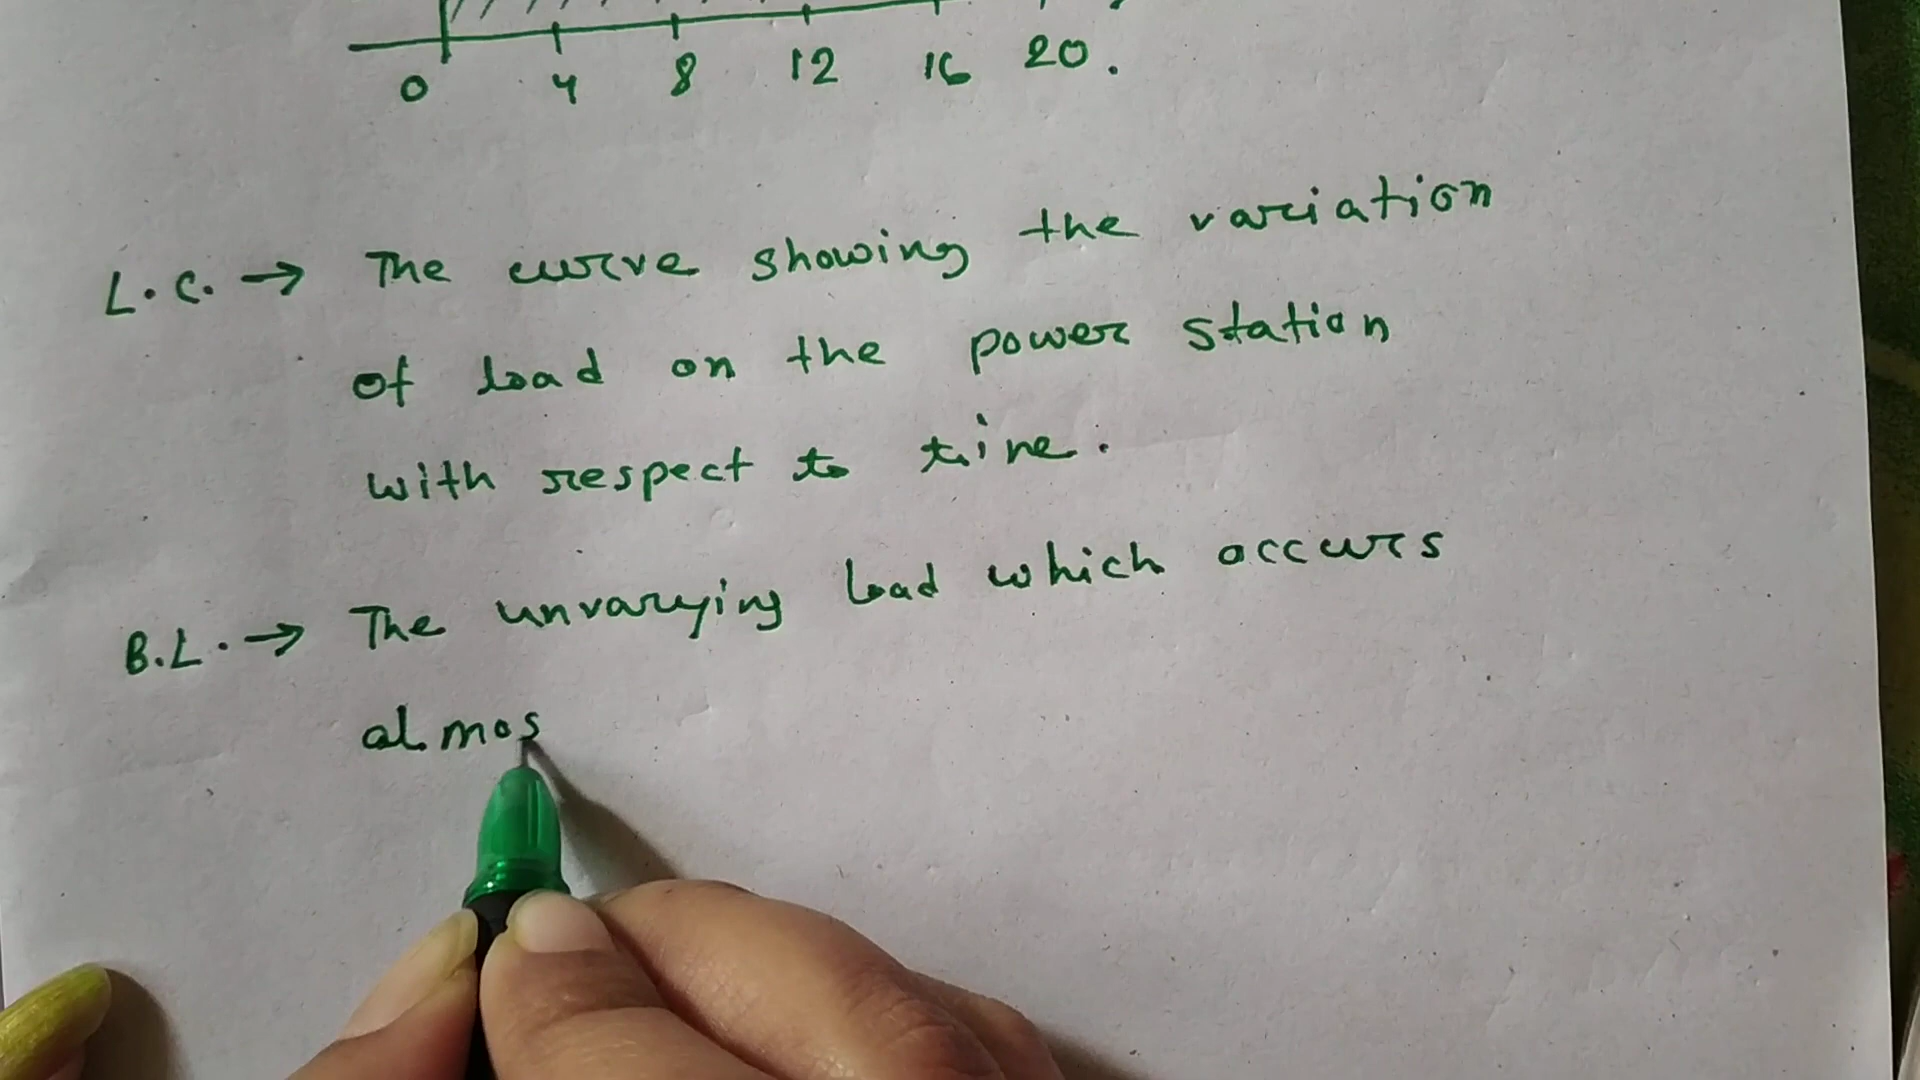 0 4 8 12 16 20.
L.C. → The curve showing the variation
of load on the power station
with respect to time.
B.L. → The unvarying load which occurs
almos